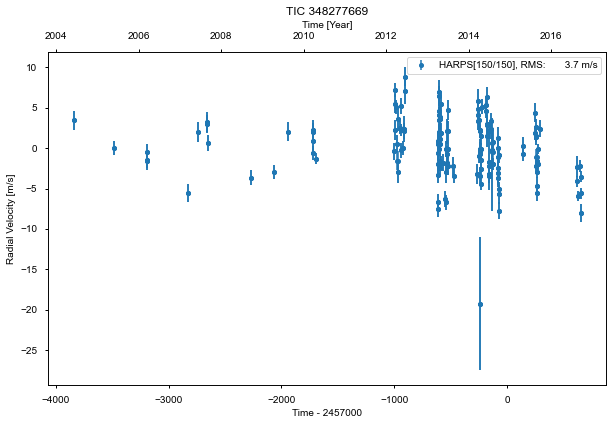 TIC 348277669
Time [Year]
2004 2006 2008 2010 2012 2014 2016
HARPS[150/150], RMS: 3.7 m/s
10
5
0
−5
−10
−15
−20
−25
Radial Velocity [m/s]
−4000 −3000 −2000 −1000 0
Time - 2457000